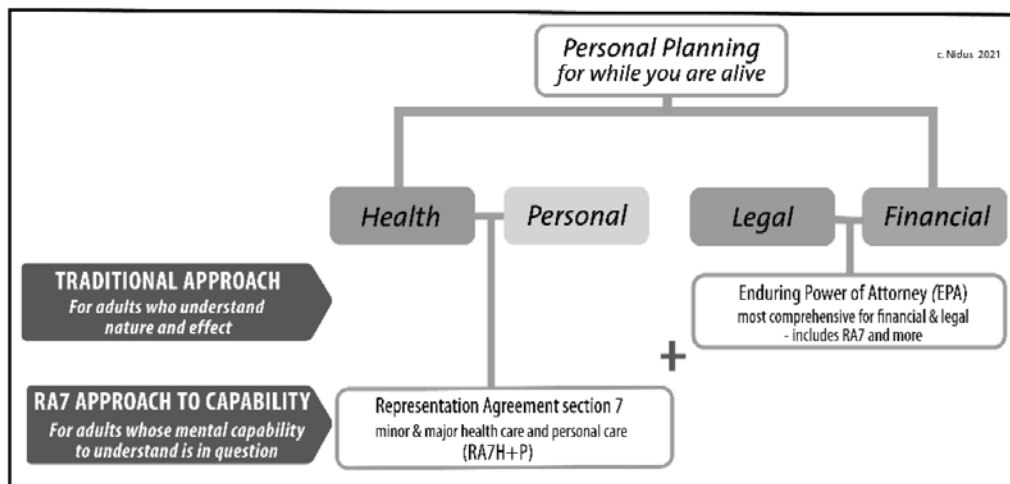 Personal Planning
for while you are alive
c. Nidus 2021
Health
Personal
Legal
Financial
TRADITIONAL APPROACH
For adults who understand
nature and effect
Enduring Power of Attorney (EPA)
most comprehensive for financial & legal
- includes RA7 and more
+
RA7 APPROACH TO CAPABILITY
For adults whose mental capability
to understand is in question
Representation Agreement section 7
minor & major health care and personal care
(RA7H+P)